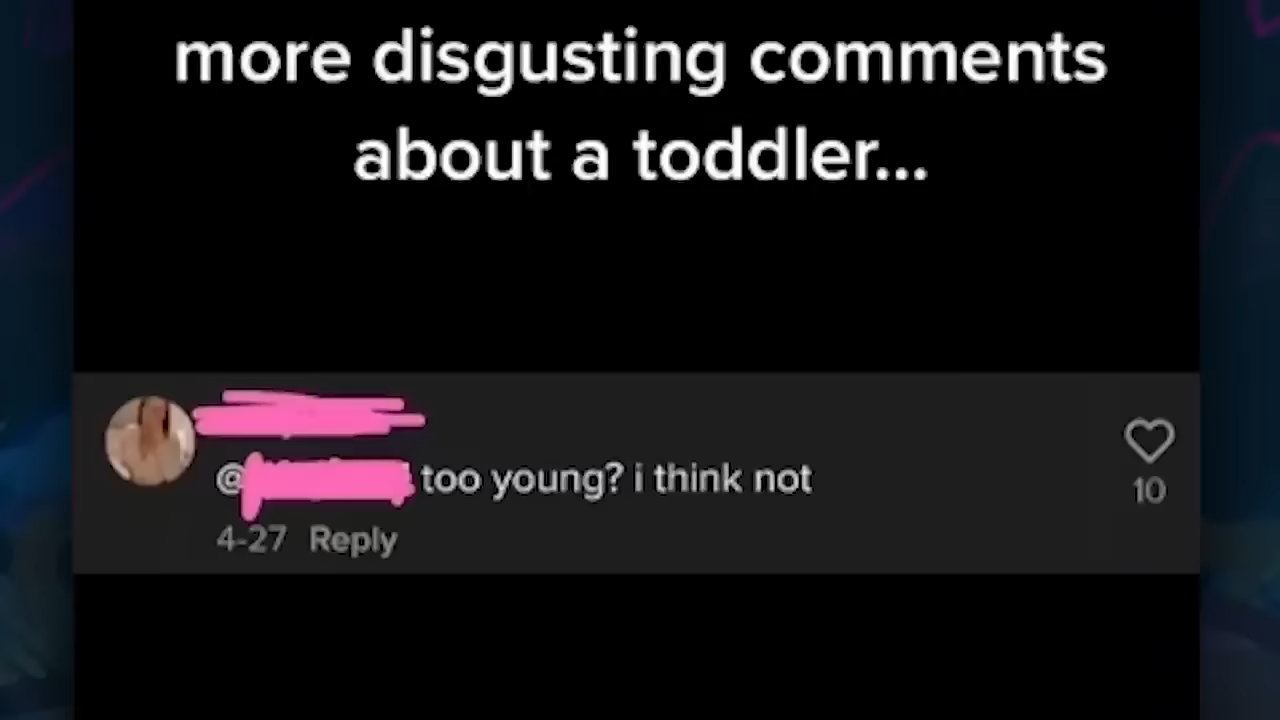 more disgusting comments
about a toddler...
@
too young? i think not
10
4-27 Reply